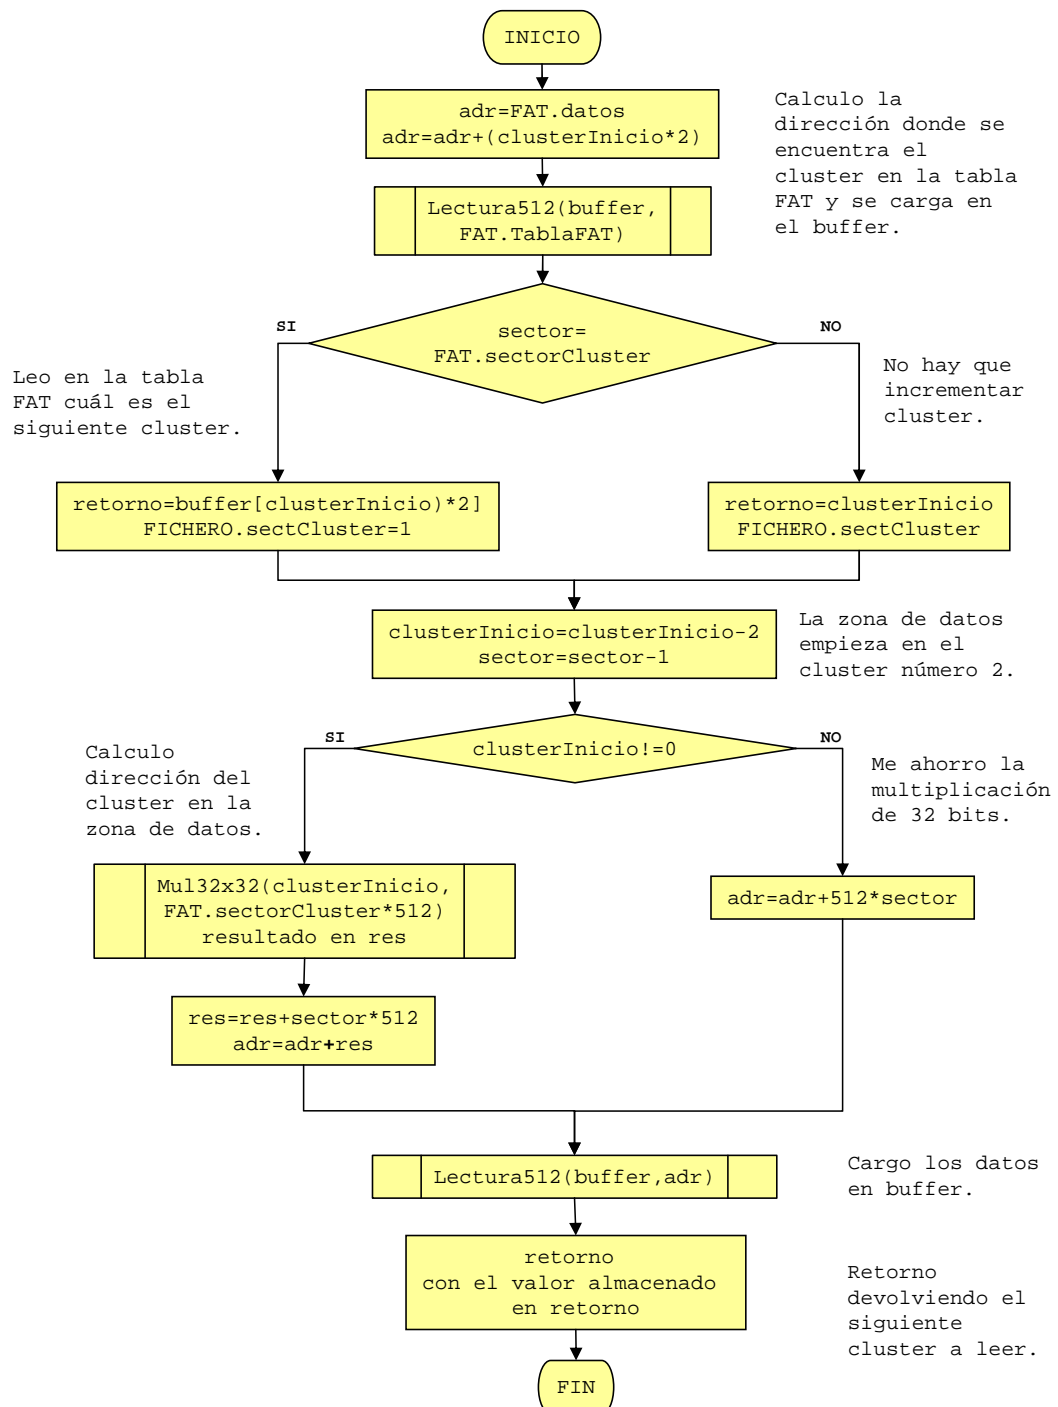 INICIO
adr=FAT.datos
adr=adr+(clusterInicio*2)
Calculo la
dirección donde se
encuentra el
cluster en la tabla
FAT y se carga en
el buffer.
Lectura512(buffer,
FAT.TablaFAT)
sector=
FAT.sectorCluster
SI
NO
Leo en la tabla
FAT cuál es el
siguiente cluster.
No hay que
incrementar
cluster.
retorno=buffer[clusterInicio)*2]
FICHERO.sectCluster=1
retorno=clusterInicio
FICHERO.sectCluster
clusterInicio=clusterInicio-2
sector=sector-1
La zona de datos
empieza en el
cluster número 2.
clusterInicio!=0
SI
NO
Calculo
dirección del
cluster en la
zona de datos.
Me ahorro la
multiplicación
de 32 bits.
Mul32x32(clusterInicio,
FAT.sectorCluster*512)
resultado en res
adr=adr+512*sector
res=res+sector*512
adr=adr+res
Lectura512(buffer,adr)
Cargo los datos
en buffer.
retorno
con el valor almacenado
en retorno
Retorno
devolviendo el
siguiente
cluster a leer.
FIN